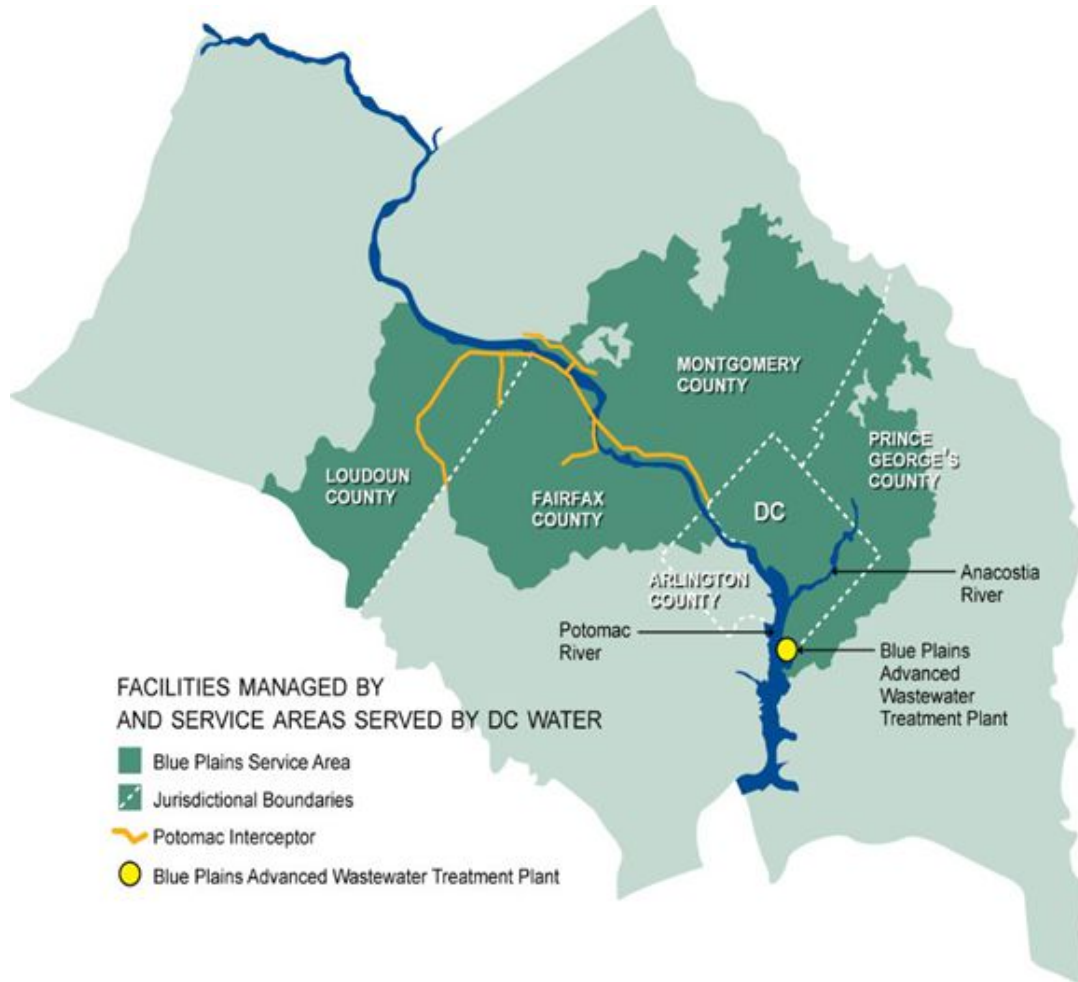 MONTGOMERY
COUNTY
PRINCE
GEORGE'S
COUNTY
LOUDOUN
COUNTY
FAIRFAX
COUNTY
DC
ARLINGTON
COUNTY
Anacostia
River
Potomac
River
Blue Plains
Advanced
Wastewater
Treatment Plant
FACILITIES MANAGED BY
AND SERVICE AREAS SERVED BY DC WATER
Blue Plains Service Area
Jurisdictional Boundaries
Potomac Interceptor
Blue Plains Advanced Wastewater Treatment Plant